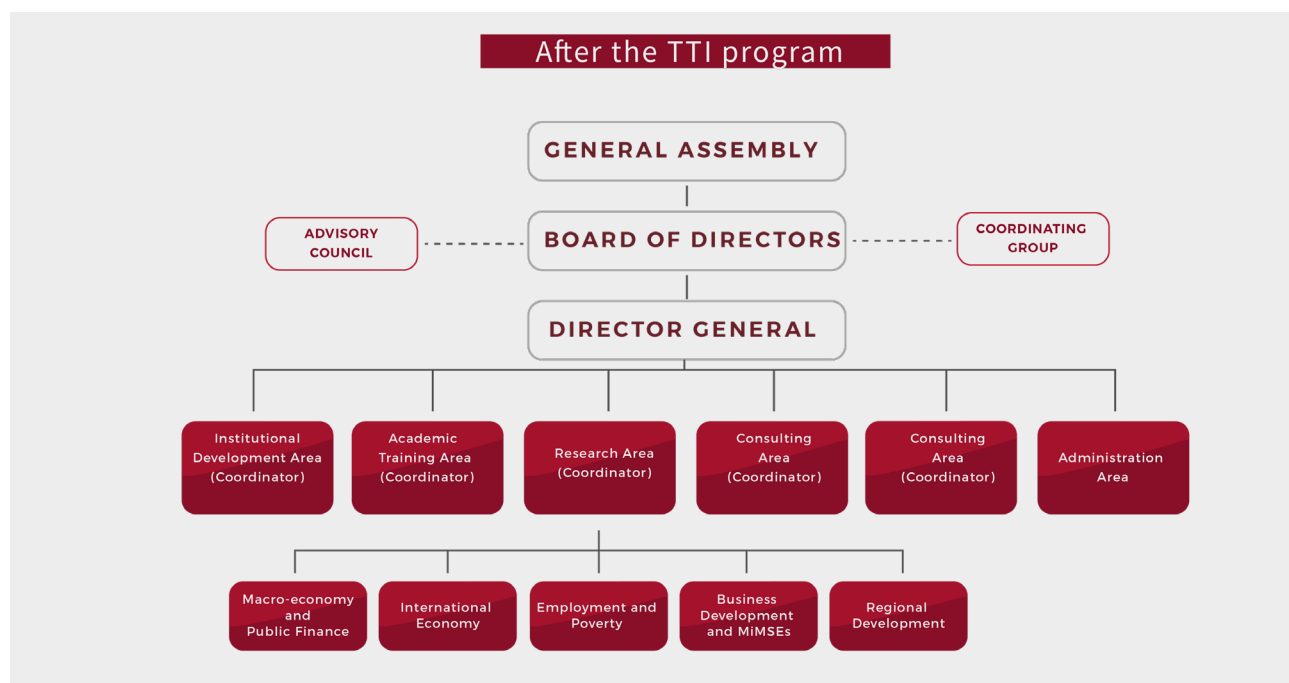 After the TTI program
GENERAL ASSEMBLY
ADVISORY
COUNCIL
BOARD OF DIRECTORS
COORDINATING
GROUP
DIRECTOR GENERAL
Institutional
Development Area
(Coordinator)
Academic
Training Area
(Coordinator)
Research Area
(Coordinator)
Consulting
Area
(Coordinator)
Consulting
Area
(Coordinator)
Administration
Area
Macro-economy
and
Public Finance
International
Economy
Employment and
Poverty
Business
Development
and MiMSEs
Regional
Development